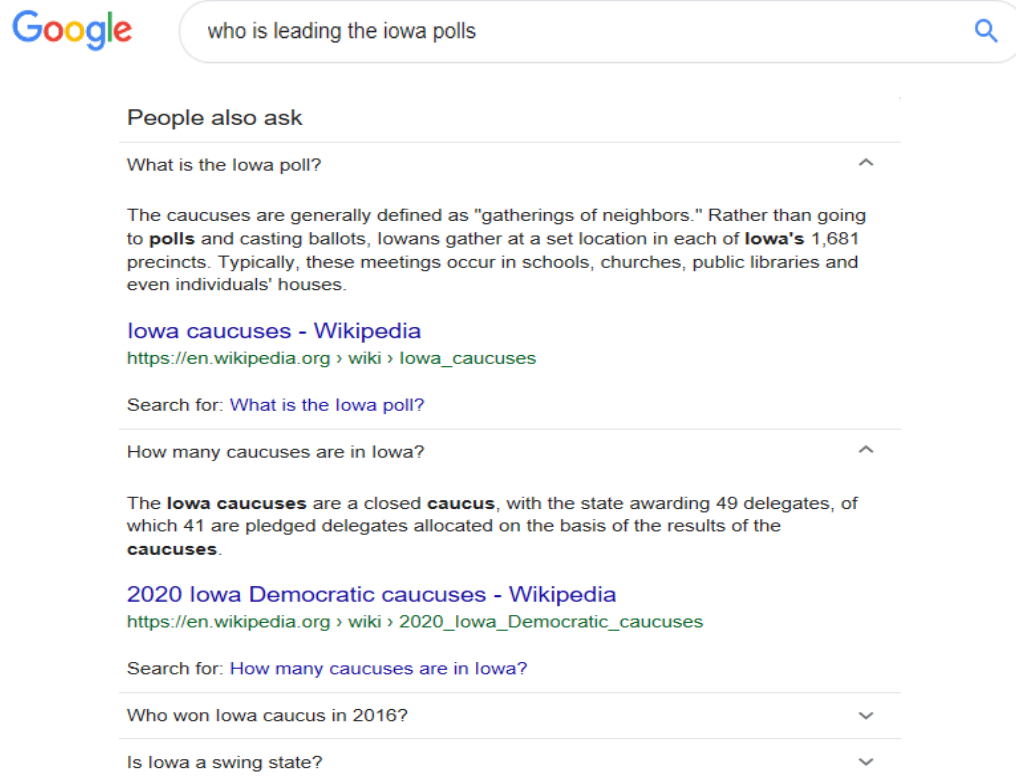 Google
who is leading the iowa polls
People also ask
What is the Iowa poll?
The caucuses are generally defined as "gatherings of neighbors." Rather than going
to polls and casting ballots, Iowans gather at a set location in each of Iowa's 1,681
precincts. Typically, these meetings occur in schools, churches, public libraries and
even individuals' houses.
Iowa caucuses - Wikipedia
https://en.wikipedia.org › wiki › Iowa_caucuses
Search for: What is the Iowa poll?
How many caucuses are in Iowa?
The Iowa caucuses are a closed caucus, with the state awarding 49 delegates, of
which 41 are pledged delegates allocated on the basis of the results of the
caucuses.
2020 Iowa Democratic caucuses - Wikipedia
https://en.wikipedia.org › wiki › 2020_Iowa_Democratic_caucuses
Search for: How many caucuses are in Iowa?
Who won Iowa caucus in 2016?
Is Iowa a swing state?